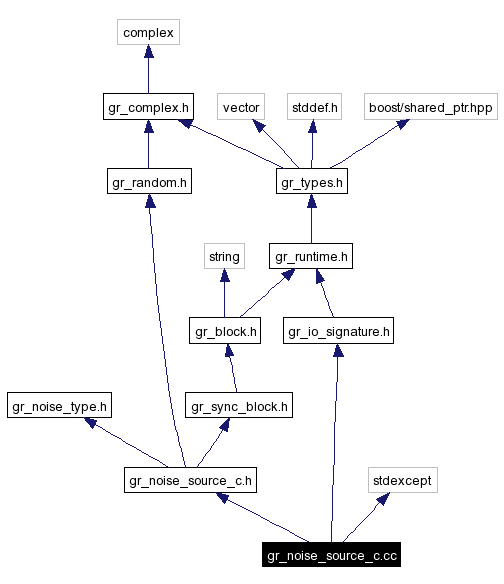 complex
gr_complex.h
vector
stddef.h
boost/shared_ptr.hpp
gr_random.h
gr_types.h
string
gr_runtime.h
gr_block.h
gr_io_signature.h
gr_noise_type.h
gr_sync_block.h
gr_noise_source_c.h
stdexcept
gr_noise_source_c.cc